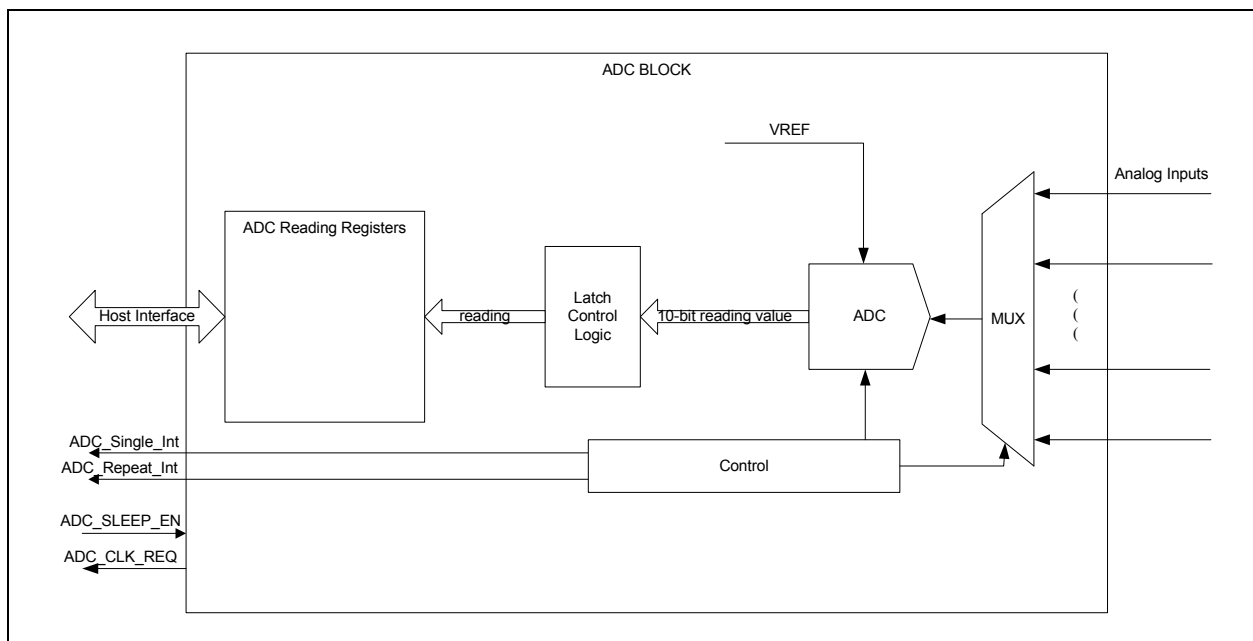 ADC BLOCK
VREF
Analog Inputs
ADC Reading Registers
Host Interface
reading
Latch
Control
Logic
10-bit reading value
ADC
MUX
(
(
(
ADC_Single_Int
ADC_Repeat_Int
Control
ADC_SLEEP_EN
ADC_CLK_REQ